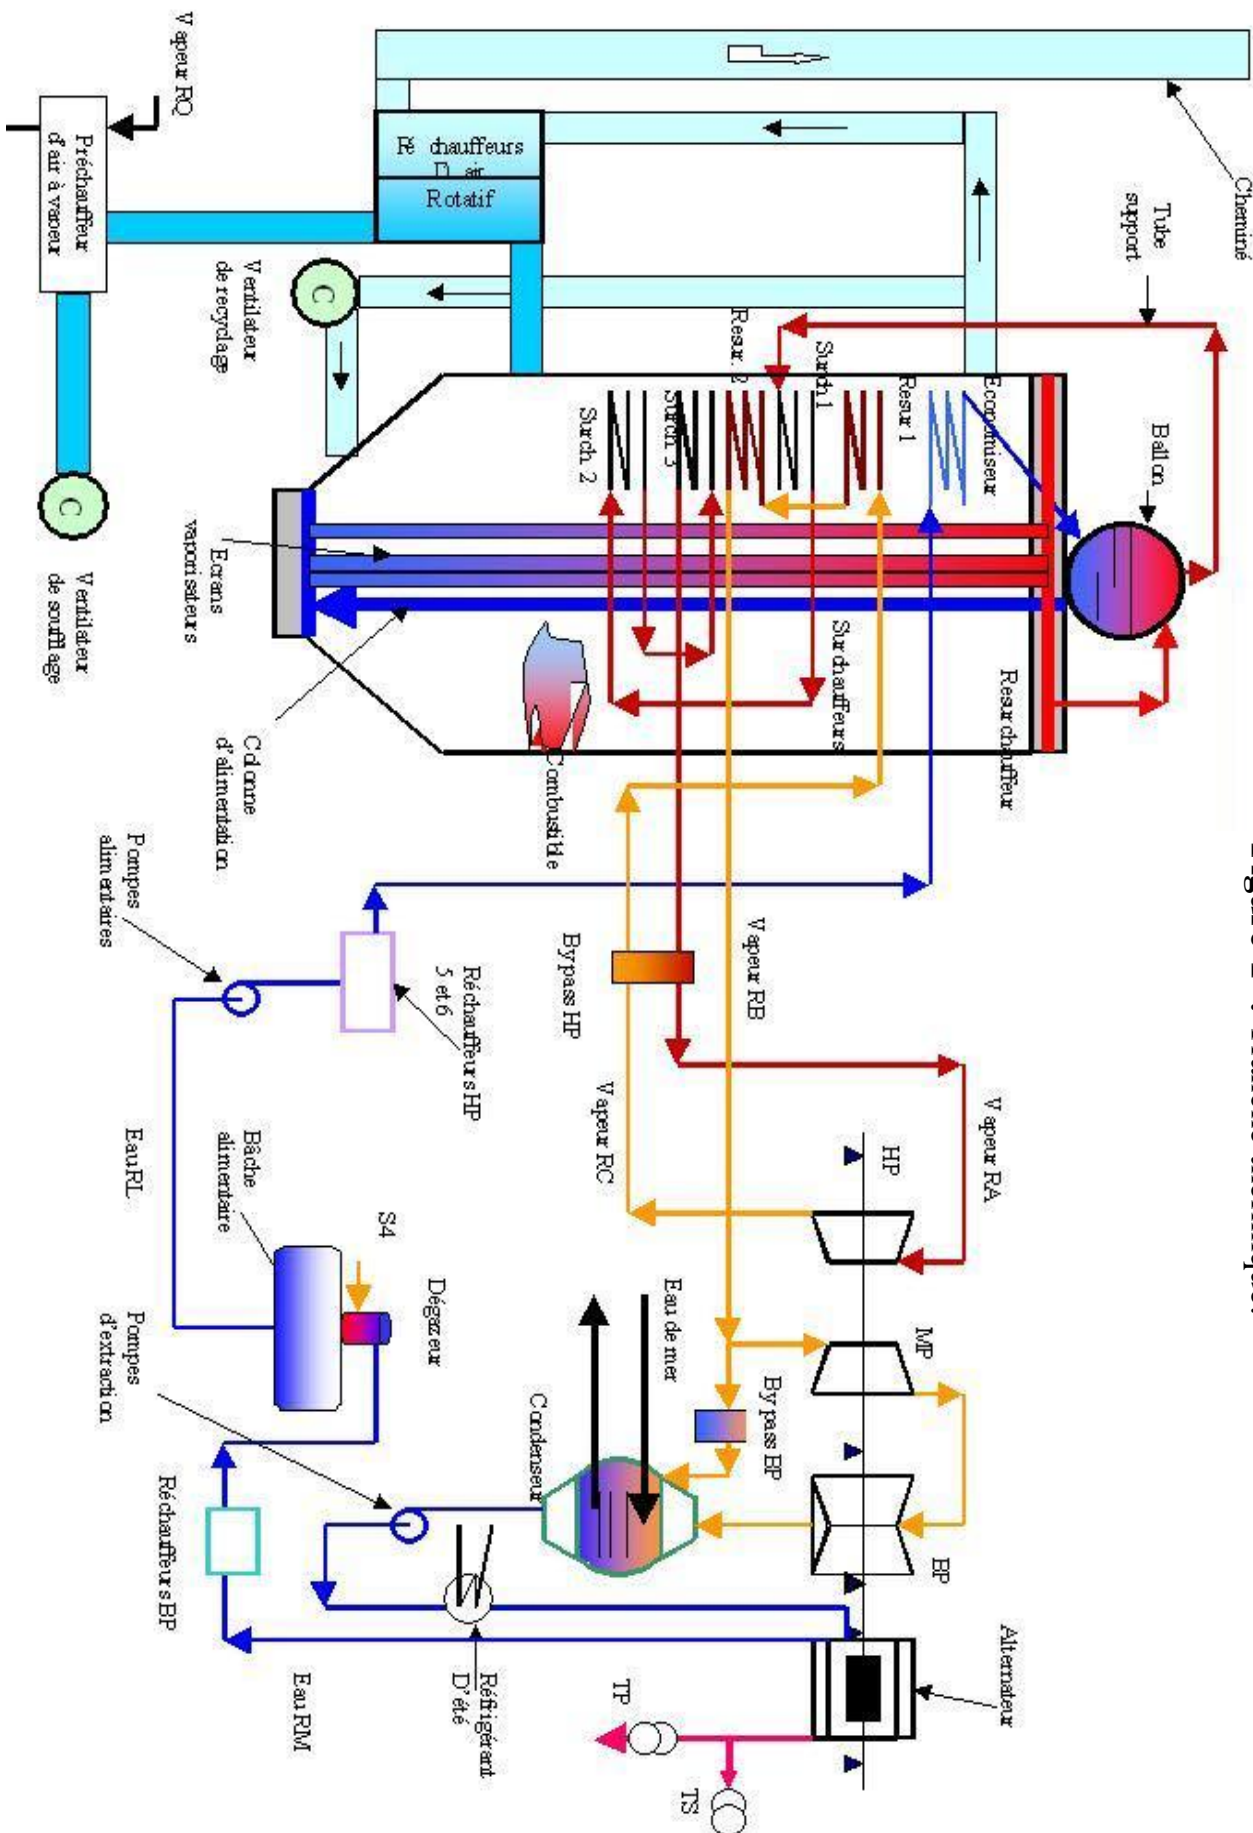 Cheminé
Vapeur RQ
Préchauffeur
d'air à vapeur
Ré chauffeurs
D'air
Rotatif
Tube
support
Ventilateur
de recyclage
C
C
Ventilateur
de soufflage
Ballon
Economiseur
Resur 1
Surch 1
Resur. 2
Surch 3
Surch 2
Ecrans
vaporisateurs
Resurchauffeur
Surchauffeurs
Combustible
Colonne
d'alimentation
Pompes
alimentaires
Réchauffeurs HP
5 et 6
Bypass HP
Vapeur RB
Vapeur RC
Vapeur RA
HP
MP
BP
Eau RL
Bâche
alimentaire
S4
Dégazeur
Eau de mer
Bypass BP
Condenseur
Pompes
d'extraction
Réchauffeurs BP
Réfrigérant
D'été
Eau RM
Alternateur
TP
TS